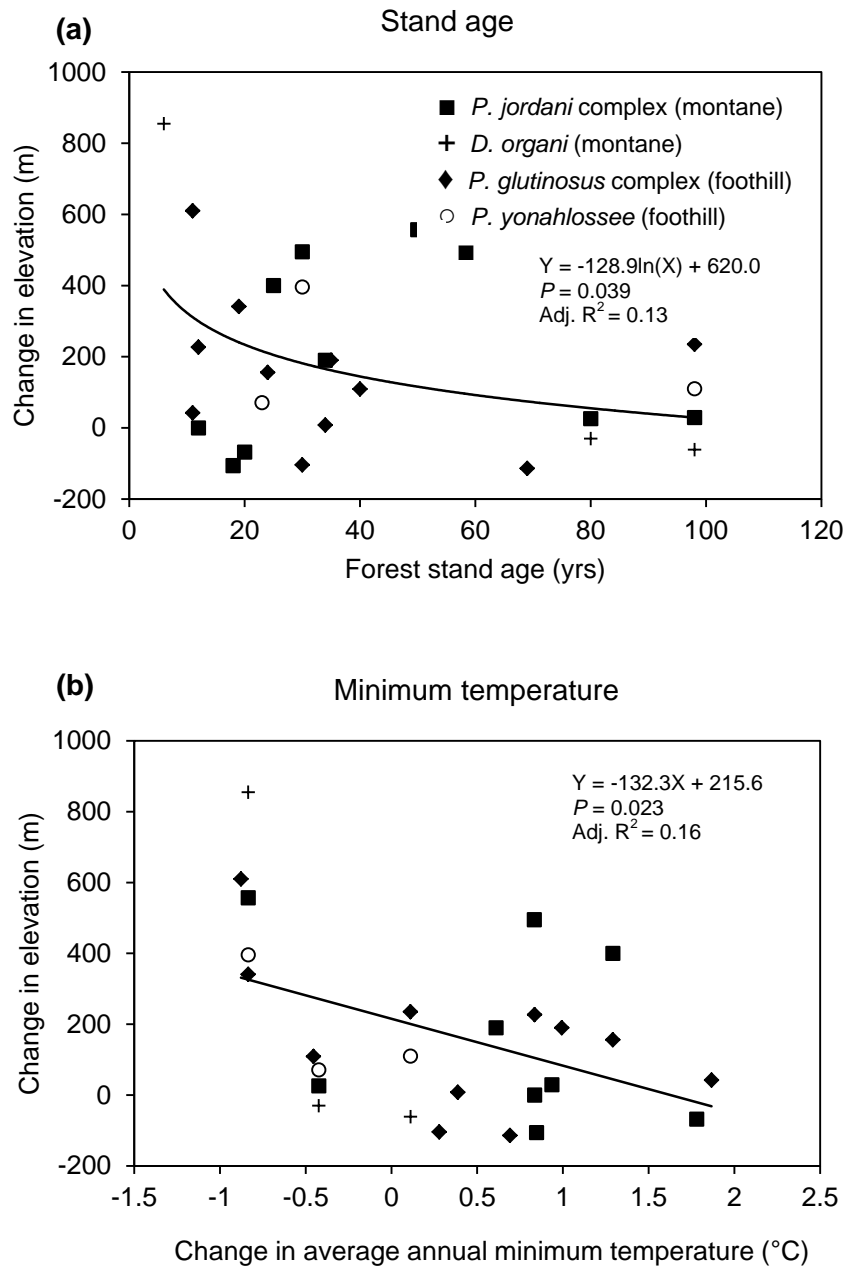 (a)
Stand age
1000
800
600
400
200
0
-200
Change in elevation (m)
P. jordani complex (montane)
D. organi (montane)
P. glutinosus complex (foothill)
P. yonahlossee (foothill)
Y = -128.9ln(X) + 620.0
P = 0.039
Adj. R² = 0.13
0 20 40 60 80 100 120
Forest stand age (yrs)
(b)
Minimum temperature
1000
800
600
400
200
0
-200
Change in elevation (m)
Y = -132.3X + 215.6
P = 0.023
Adj. R² = 0.16
-1.5 -1 -0.5 0 0.5 1 1.5 2 2.5
Change in average annual minimum temperature (°C)